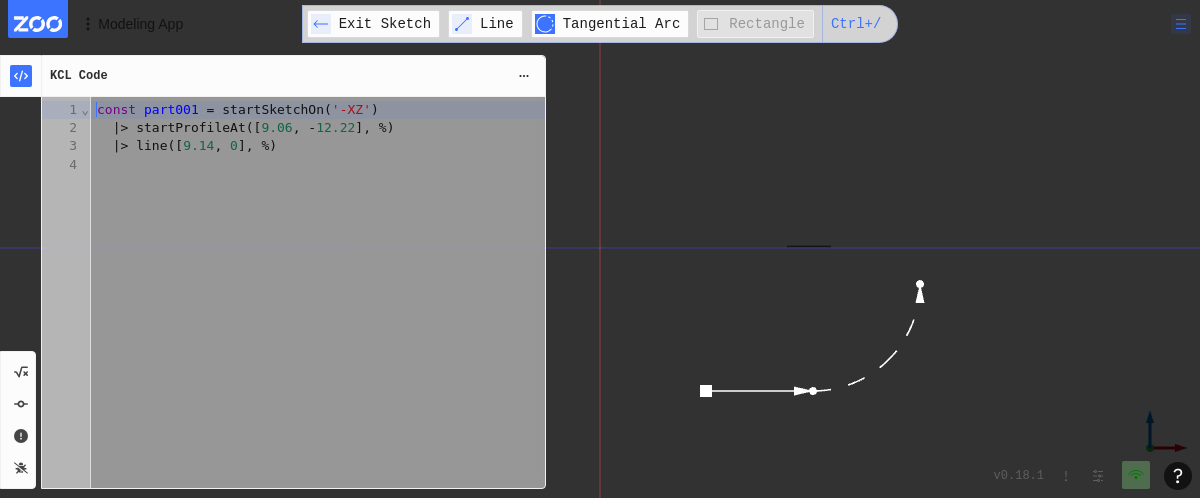 ZOO
Modeling App
Exit Sketch
Line
Tangential Arc
Rectangle
Ctrl+/
KCL Code
1 const part001 = startSketchOn('-XZ')
2 |> startProfileAt([9.06, -12.22], %)
3 |> line([9.14, 0], %)
4
v0.18.1
!
?